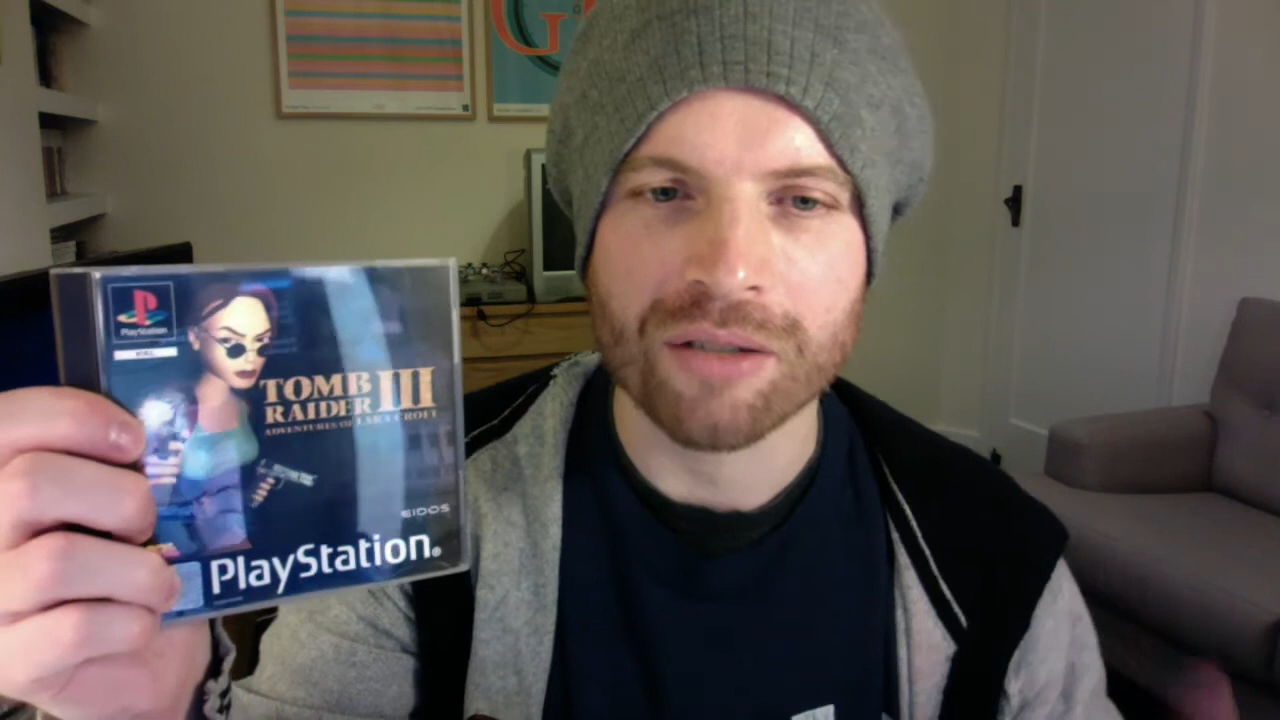 PlayStation
TOMB
RAIDER III
ADVENTURES OF LARA CROFT
EIDOS
PlayStation